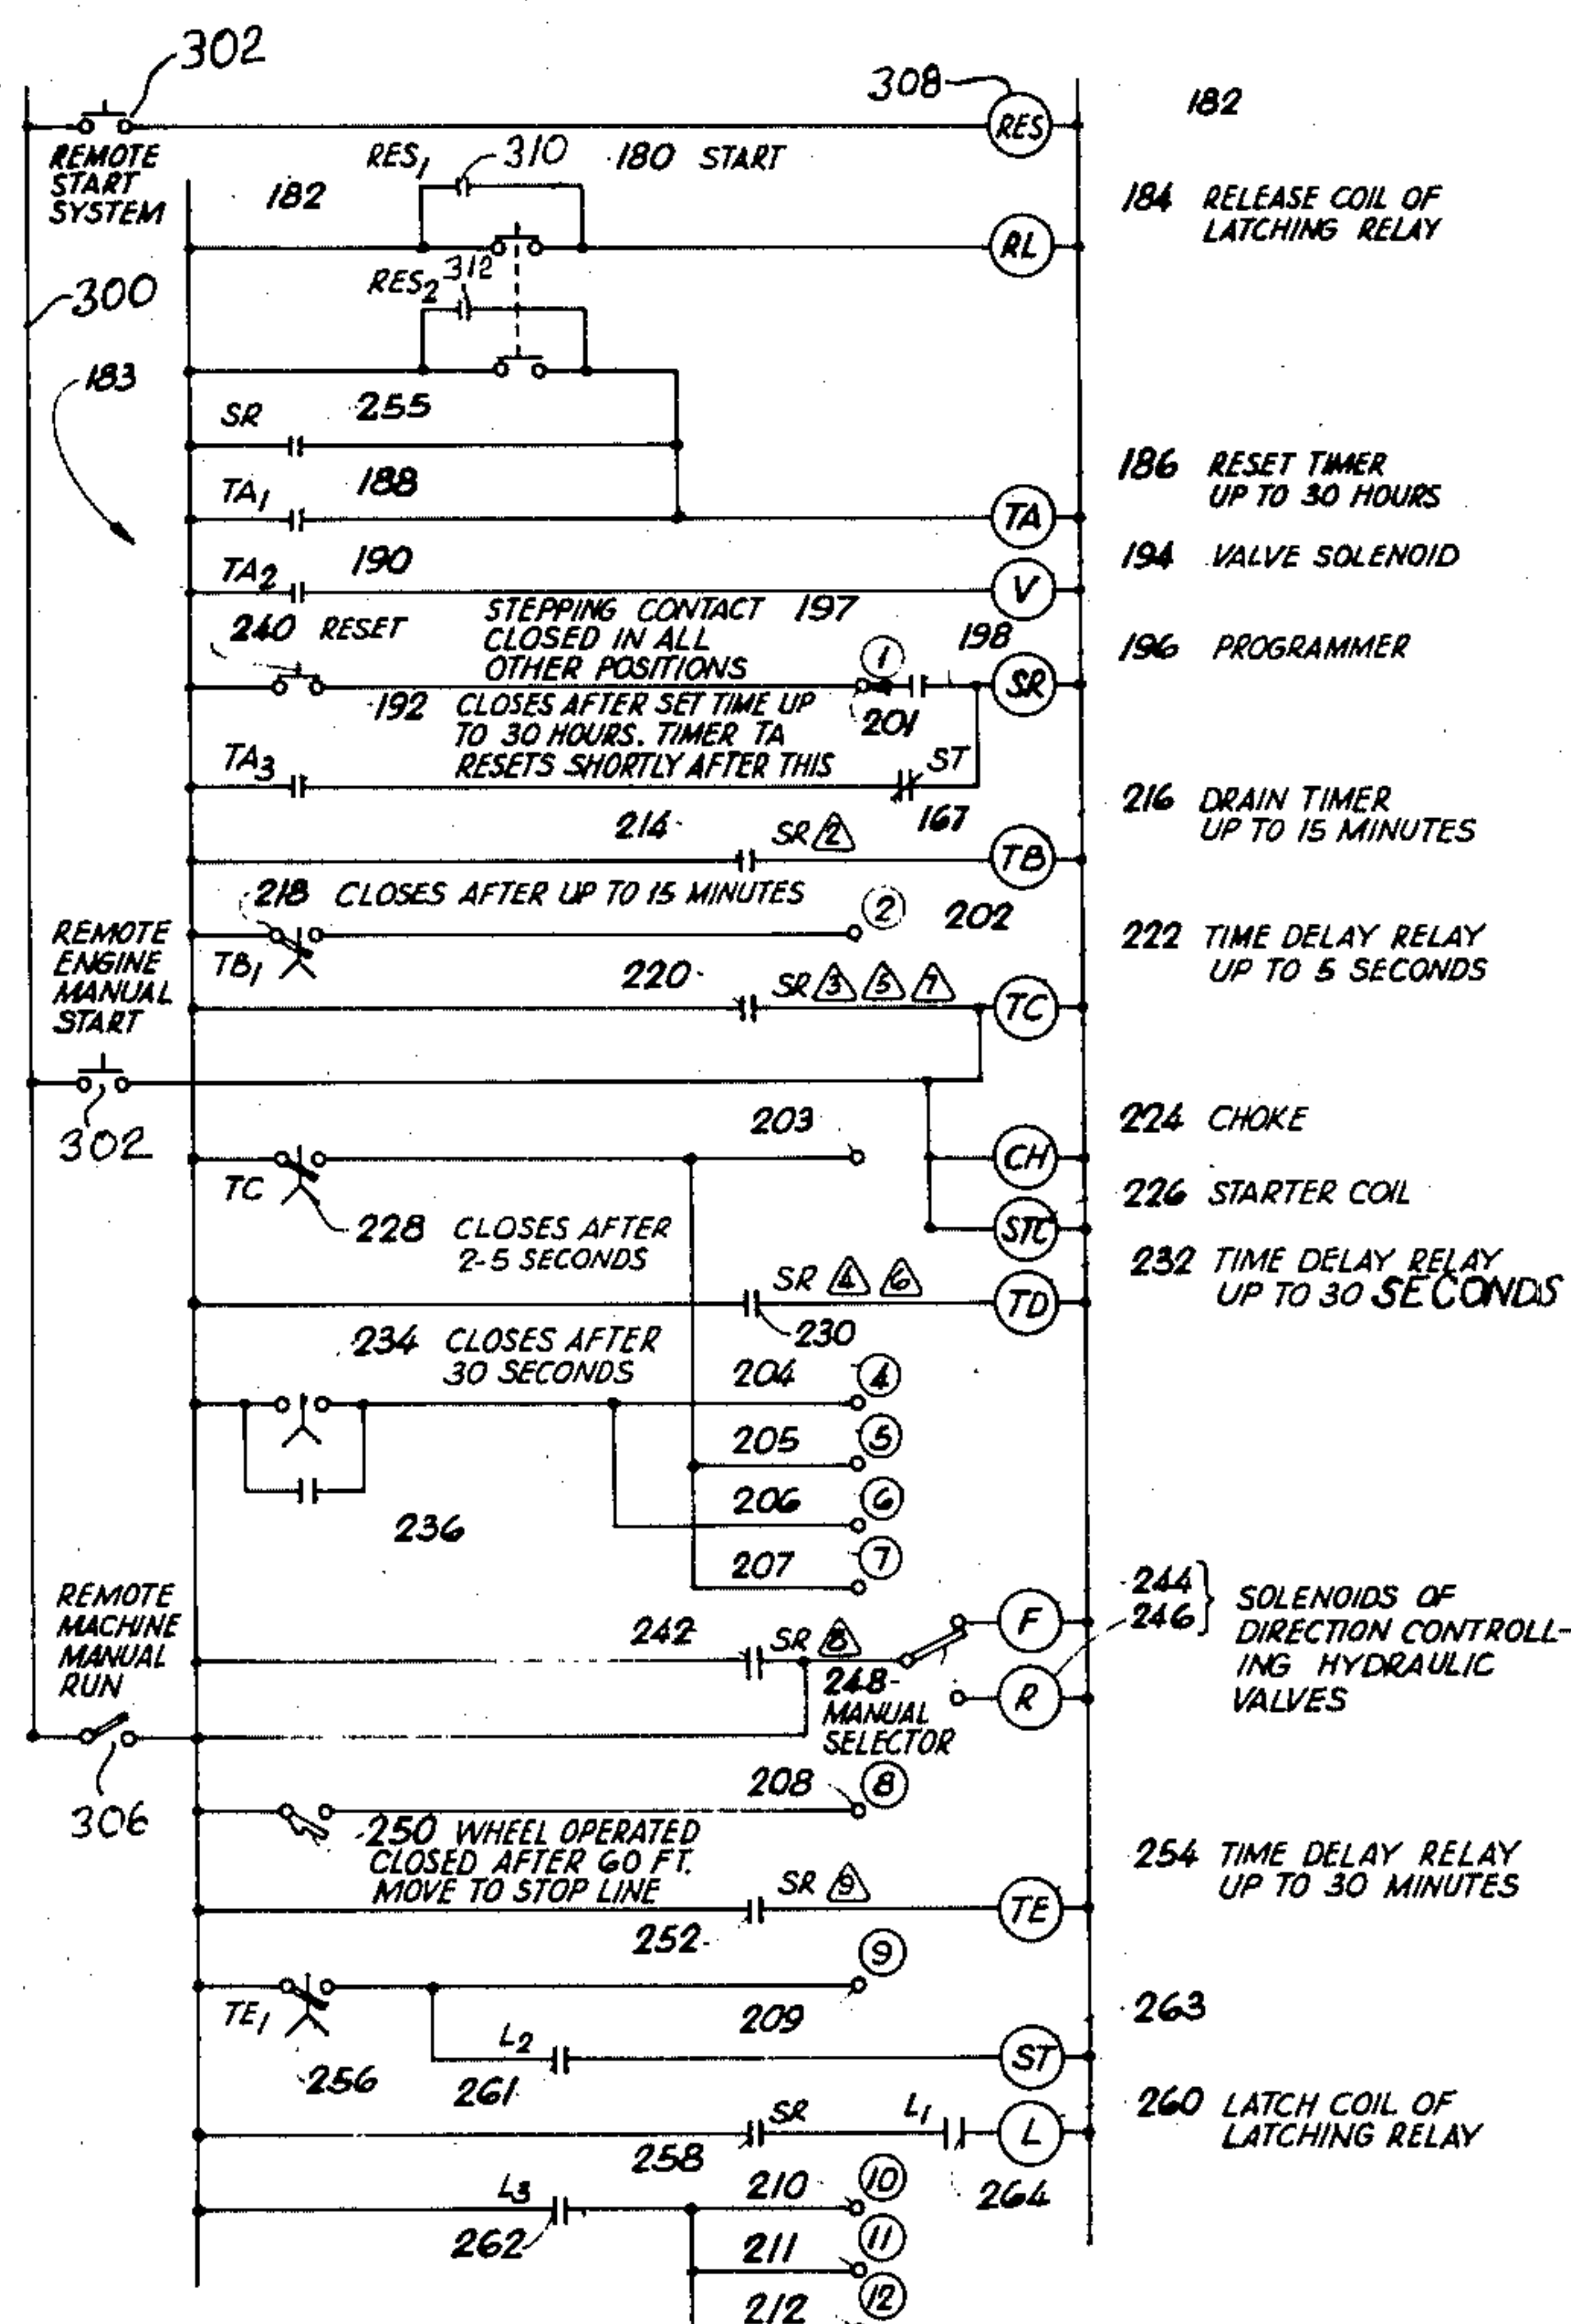 302
308
RES
182
REMOTE
START
SYSTEM
RES1
310
180 START
182
184 RELEASE COIL OF
LATCHING RELAY
RL
RES2
312
300
183
SR
255
186 RESET TIMER
UP TO 30 HOURS
TA1
188
TA
194 VALVE SOLENOID
TA2
190
V
STEPPING CONTACT 197
CLOSED IN ALL
OTHER POSITIONS
240 RESET
1
198
196 PROGRAMMER
SR
192 CLOSES AFTER SET TIME UP
TO 30 HOURS. TIMER TA
RESETS SHORTLY AFTER THIS
201
TA3
ST
167
216 DRAIN TIMER
UP TO 15 MINUTES
214
SR 2
TB
218 CLOSES AFTER UP TO 15 MINUTES
2
202
222 TIME DELAY RELAY
UP TO 5 SECONDS
REMOTE
ENGINE
MANUAL
START
TB1
220
SR 3 5 7
TC
302
203
224 CHOKE
CH
TC
226 STARTER COIL
228 CLOSES AFTER
2-5 SECONDS
STC
232 TIME DELAY RELAY
UP TO 30 SECONDS
SR 4 6
TD
230
234 CLOSES AFTER
30 SECONDS
204
4
205
5
206
6
236
207
7
REMOTE
MACHINE
MANUAL
RUN
244
246
SOLENOIDS OF
DIRECTION CONTROLL-
ING HYDRAULIC
VALVES
F
242
SR 8
248
MANUAL
SELECTOR
R
306
208
8
250 WHEEL OPERATED
CLOSED AFTER 60 FT.
MOVE TO STOP LINE
254 TIME DELAY RELAY
UP TO 30 MINUTES
SR 9
TE
252
9
TE1
209
263
256
L2
261
ST
260 LATCH COIL OF
LATCHING RELAY
SR
L1
L
258
264
L3
210
10
262
211
11
212
12